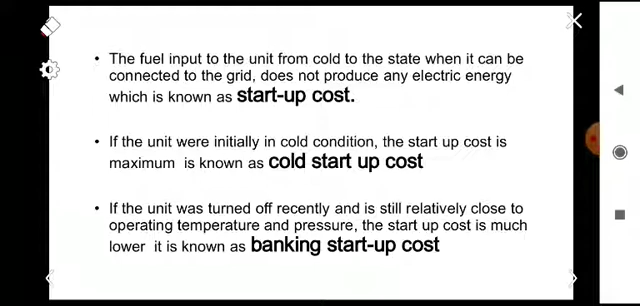 • The fuel input to the unit from cold to the state when it can be
connected to the grid, does not produce any electric energy
which is known as start-up cost.
• If the unit were initially in cold condition, the start up cost is
maximum is known as cold start up cost
• If the unit was turned off recently and is still relatively close to
operating temperature and pressure, the start up cost is much
lower it is known as banking start-up cost